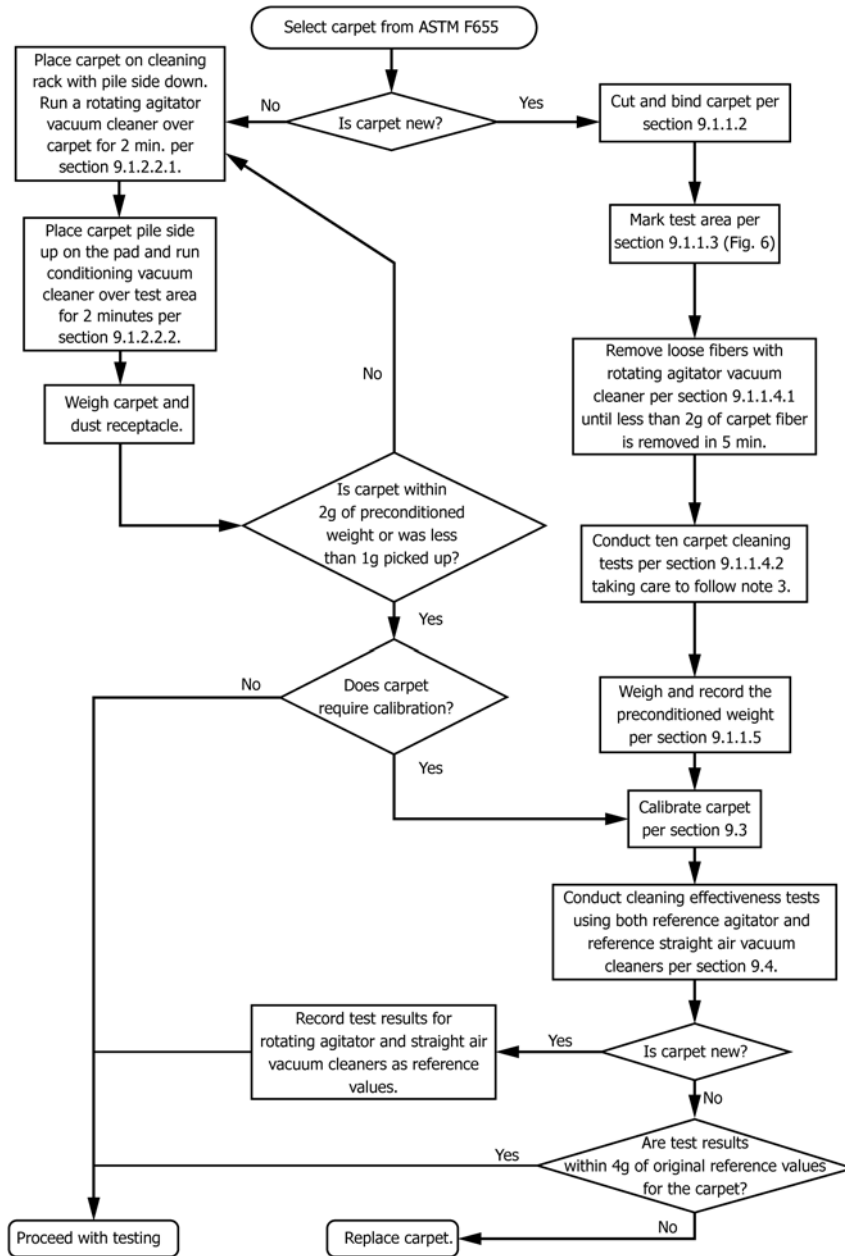 Select carpet from ASTM F655
Is carpet new?
No
Yes
Place carpet on cleaning
rack with pile side down.
Run a rotating agitator
vacuum cleaner over
carpet for 2 min. per
section 9.1.2.2.1.
Place carpet pile side
up on the pad and run
conditioning vacuum
cleaner over test area
for 2 minutes per
section 9.1.2.2.2.
Weigh carpet and
dust receptacle.
Is carpet within
2g of preconditioned
weight or was less
than 1g picked up?
No
Yes
Does carpet
require calibration?
No
Yes
Cut and bind carpet per
section 9.1.1.2
Mark test area per
section 9.1.1.3 (Fig. 6)
Remove loose fibers with
rotating agitator vacuum
cleaner per section 9.1.1.4.1
until less than 2g of carpet fiber
is removed in 5 min.
Conduct ten carpet cleaning
tests per section 9.1.1.4.2
taking care to follow note 3.
Weigh and record the
preconditioned weight
per section 9.1.1.5
Calibrate carpet
per section 9.3
Conduct cleaning effectiveness tests
using both reference agitator and
reference straight air vacuum
cleaners per section 9.4.
Is carpet new?
Yes
No
Record test results for
rotating agitator and straight air
vacuum cleaners as reference
values.
Are test results
within 4g of original reference values
for the carpet?
Yes
No
Proceed with testing
Replace carpet.